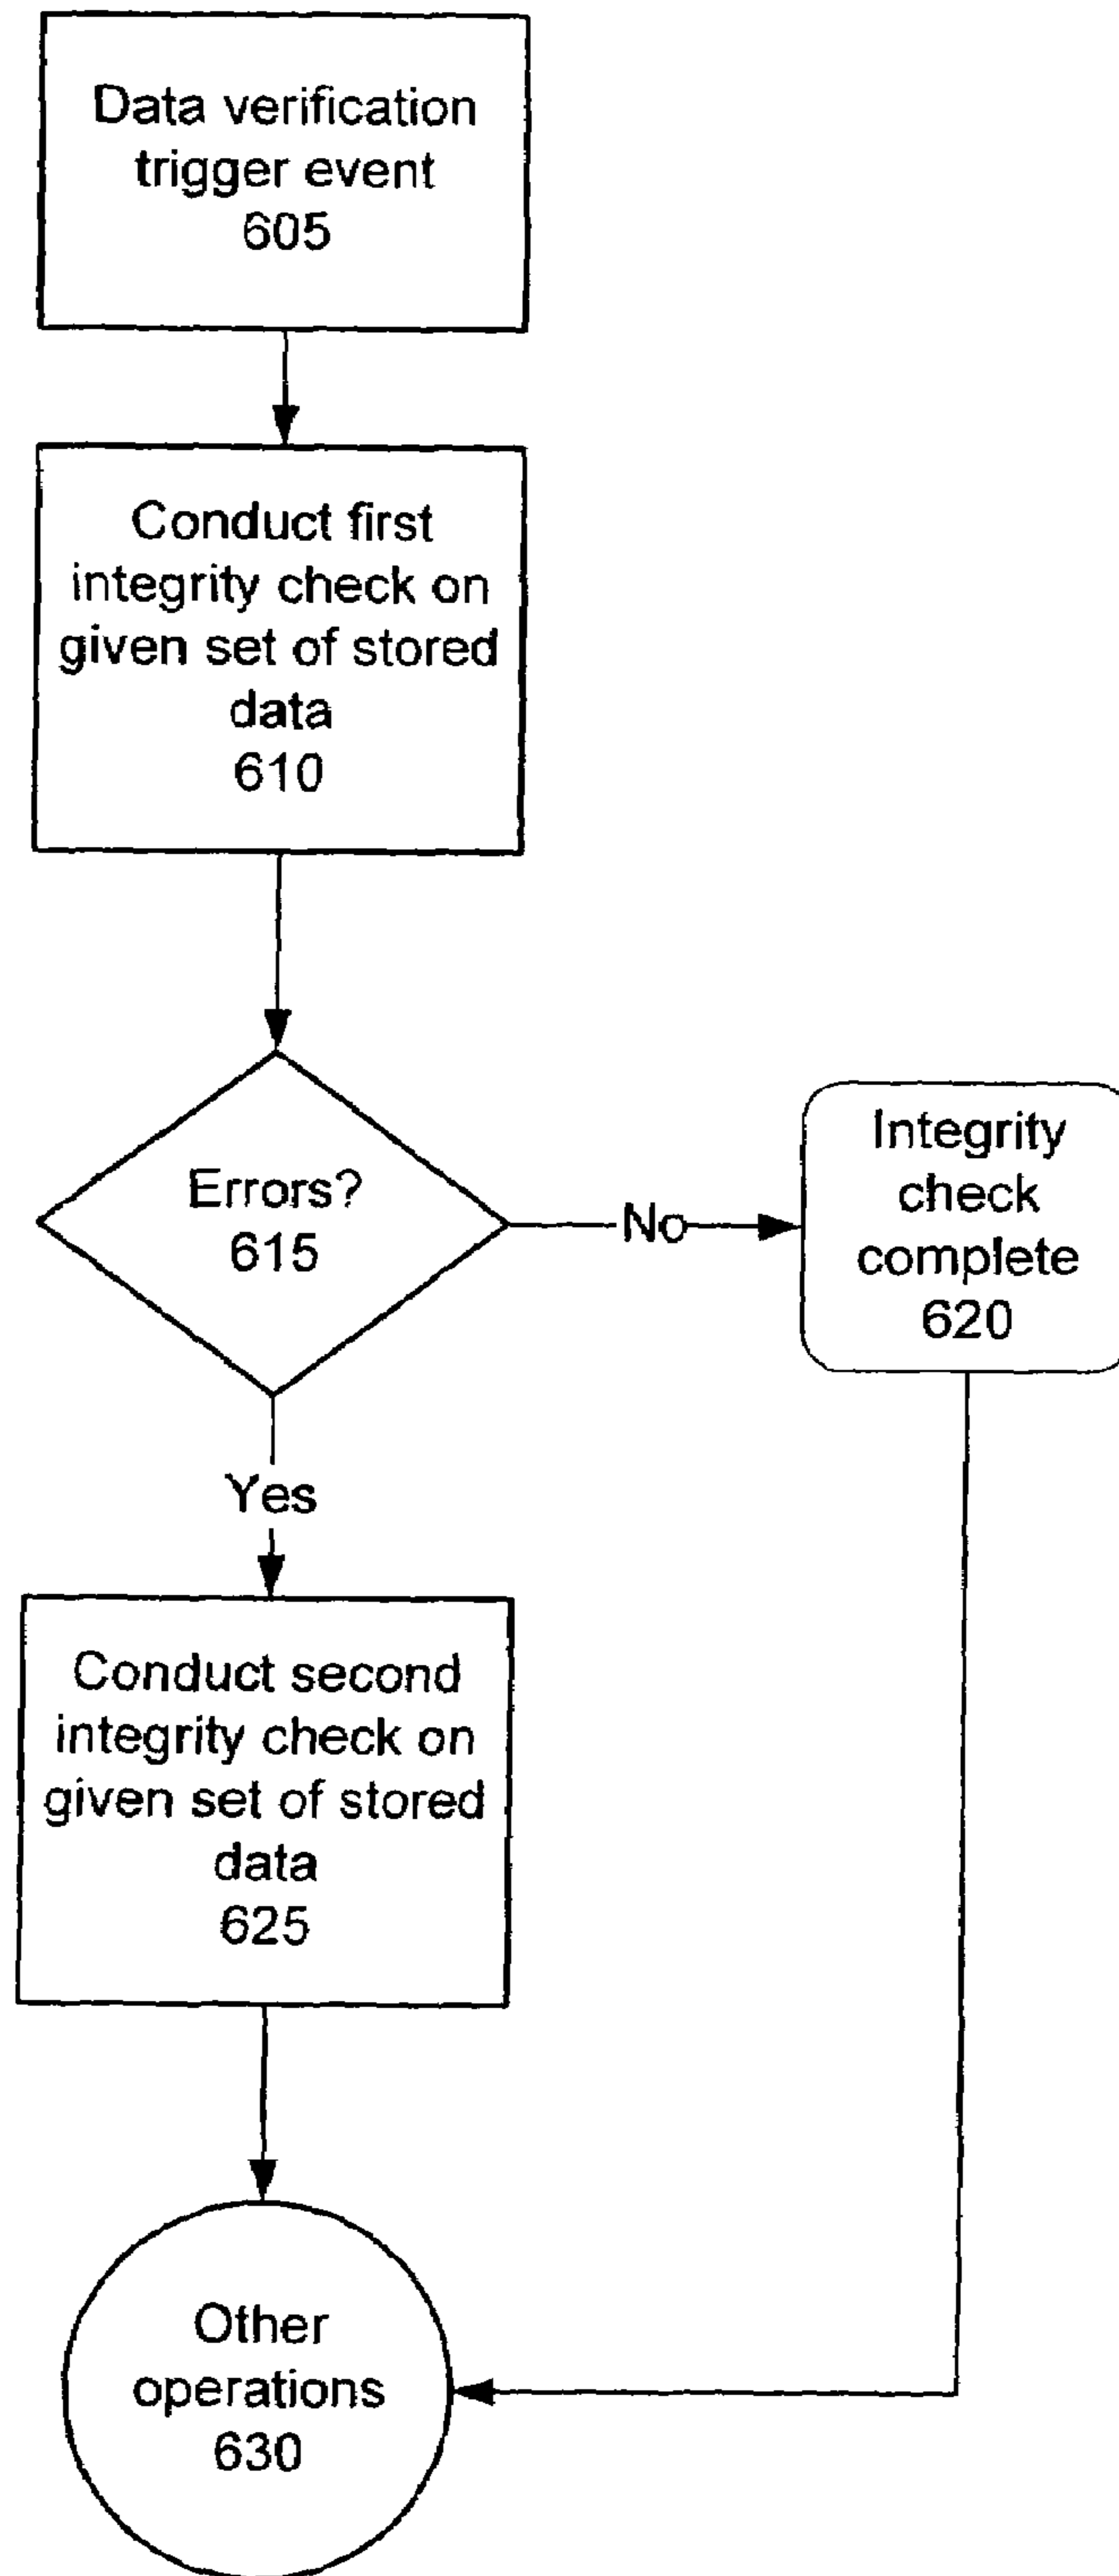 Data verification
trigger event
605
Conduct first
integrity check on
given set of stored
data
610
Errors?
615
No
Integrity
check
complete
620
Yes
Conduct second
integrity check on
given set of stored
data
625
Other
operations
630